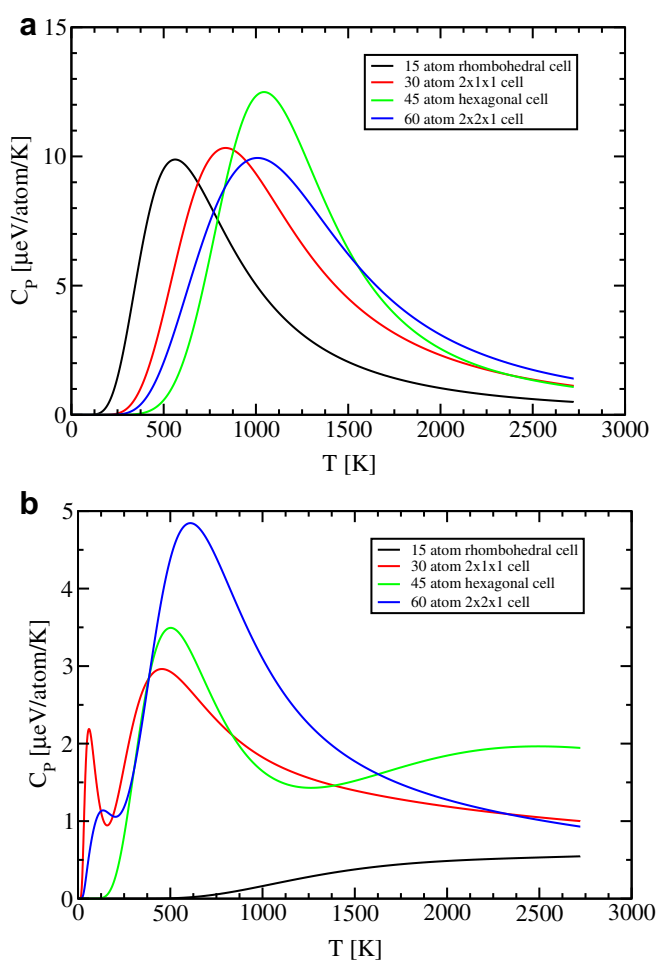 a
15
10
5
0
C_P [μeV/atom/K]
15 atom rhombohedral cell
30 atom 2x1x1 cell
45 atom hexagonal cell
60 atom 2x2x1 cell
0 500 1000 1500 2000 2500 3000
T [K]
b
5
4
3
2
1
0
C_P [μeV/atom/K]
15 atom rhombohedral cell
30 atom 2x1x1 cell
45 atom hexagonal cell
60 atom 2x2x1 cell
0 500 1000 1500 2000 2500 3000
T [K]